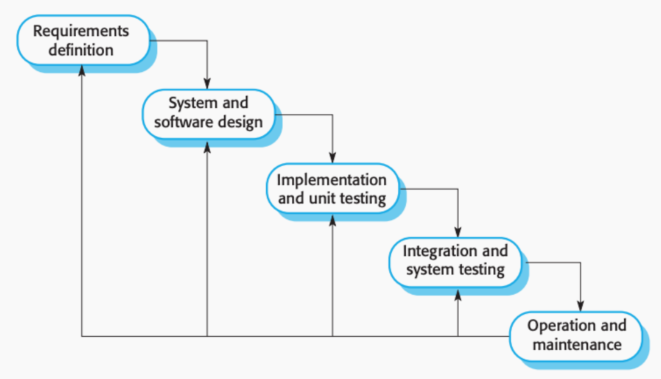 Requirements
definition
System and
software design
Implementation
and unit testing
Integration and
system testing
Operation and
maintenance